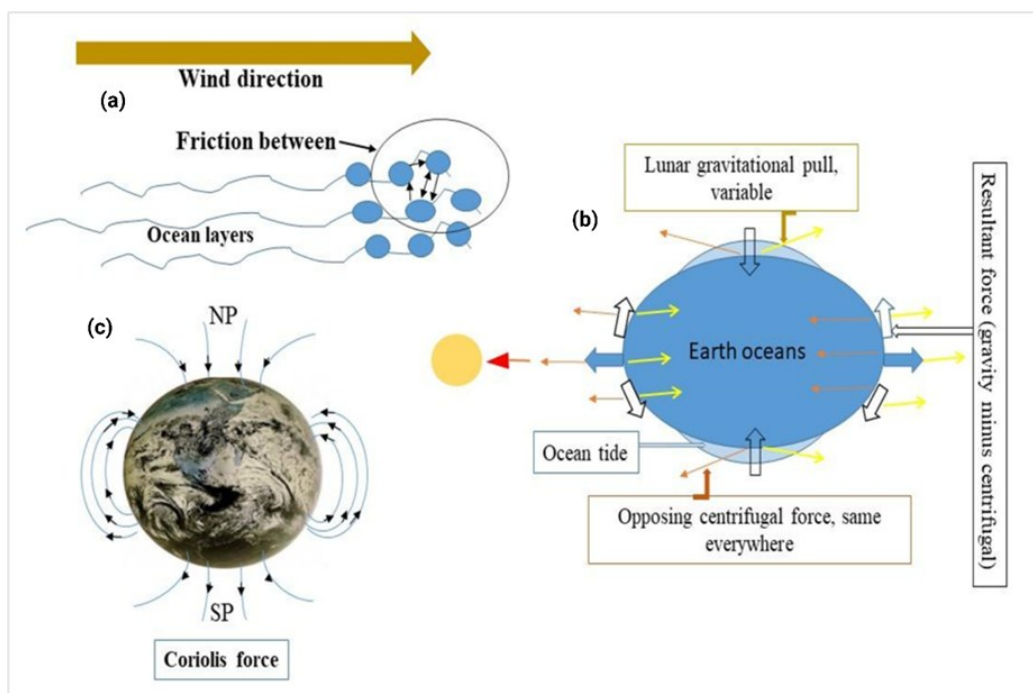 Wind direction
(a)
Friction between
Ocean layers
(b)
Lunar gravitational pull,
variable
Earth oceans
Ocean tide
Opposing centrifugal force, same
everywhere
Resultant force (gravity minus centrifugal)
(c)
NP
SP
Coriolis force